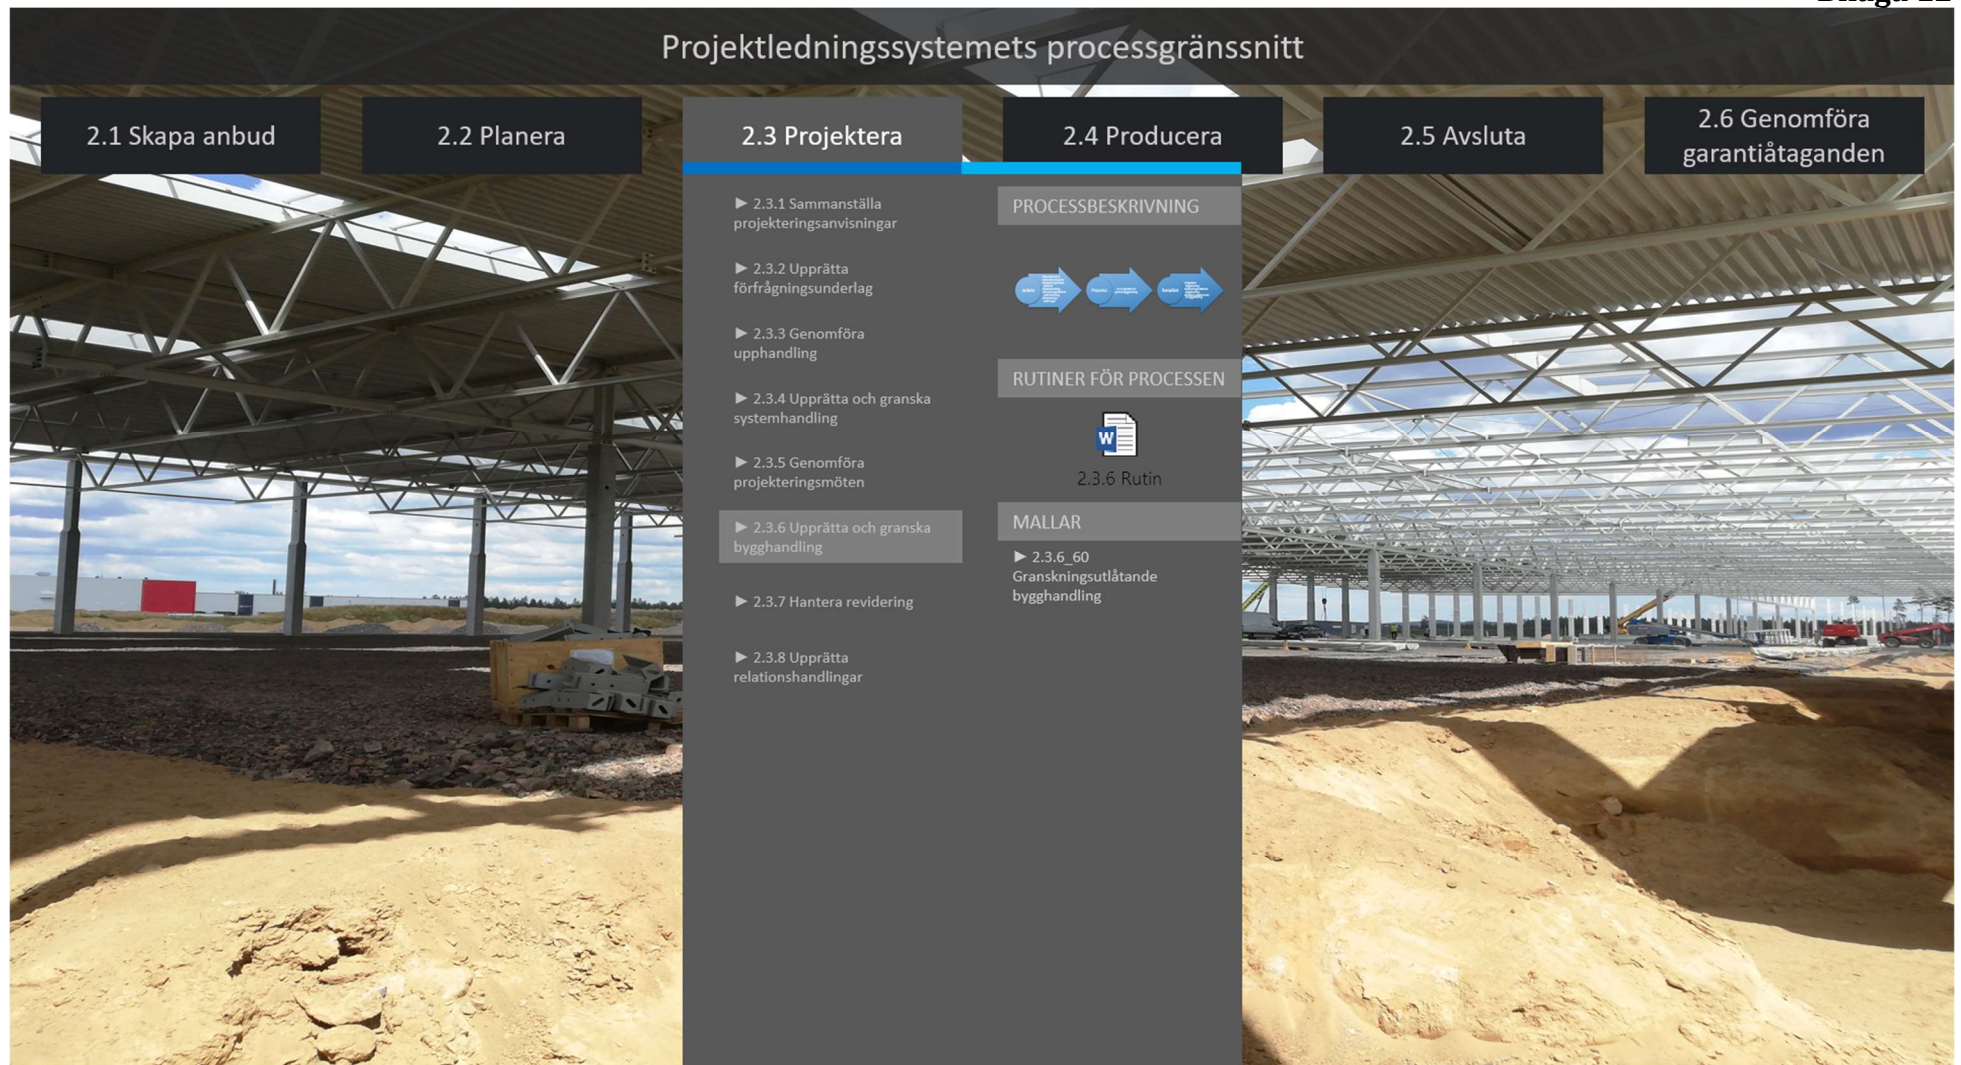 Projektledningssystemets processgränssnitt
2.1 Skapa anbud
2.2 Planera
2.3 Projektera
2.4 Producera
2.5 Avsluta
2.6 Genomföra
garantiåtaganden
► 2.3.1 Sammanställa
projekteringsanvisningar
► 2.3.2 Upprätta
förfrågningsunderlag
► 2.3.3 Genomföra
upphandling
► 2.3.4 Upprätta och granska
systemhandling
► 2.3.5 Genomföra
projekteringsmöten
► 2.3.6 Upprätta och granska
bygghandling
► 2.3.7 Hantera revidering
► 2.3.8 Upprätta
relationshandlingar
PROCESSBESKRIVNING
Process
RUTINER FÖR PROCESSEN
W
2.3.6 Rutin
MALLAR
► 2.3.6_60
Granskningsutlåtande
bygghandling